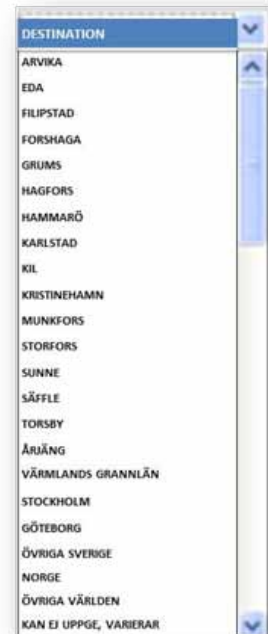 DESTINATION
ARVIKA
EDA
FILIPSTAD
FORSHAGA
GRUMS
HAGFORS
HAMMARÖ
KARLSTAD
KIL
KRISTINEHAMN
MUNKFORS
STORFORS
SUNNE
SÄFFLE
TORSBY
ÅRJÄNG
VÄRMLANDS GRANNLÄN
STOCKHOLM
GÖTEBORG
ÖVRIGA SVERIGE
NORGE
ÖVRIGA VÄRLDEN
KAN EJ UPPGE, VARIERAR